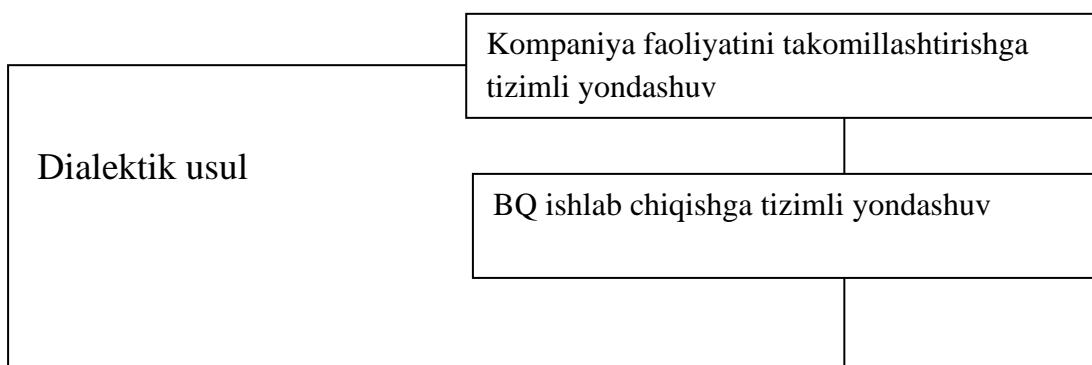 Kompaniya faoliyatini takomillashtirishga
tizimli yondashuv
Dialektik usul
BQ ishlab chiqishga tizimli yondashuv